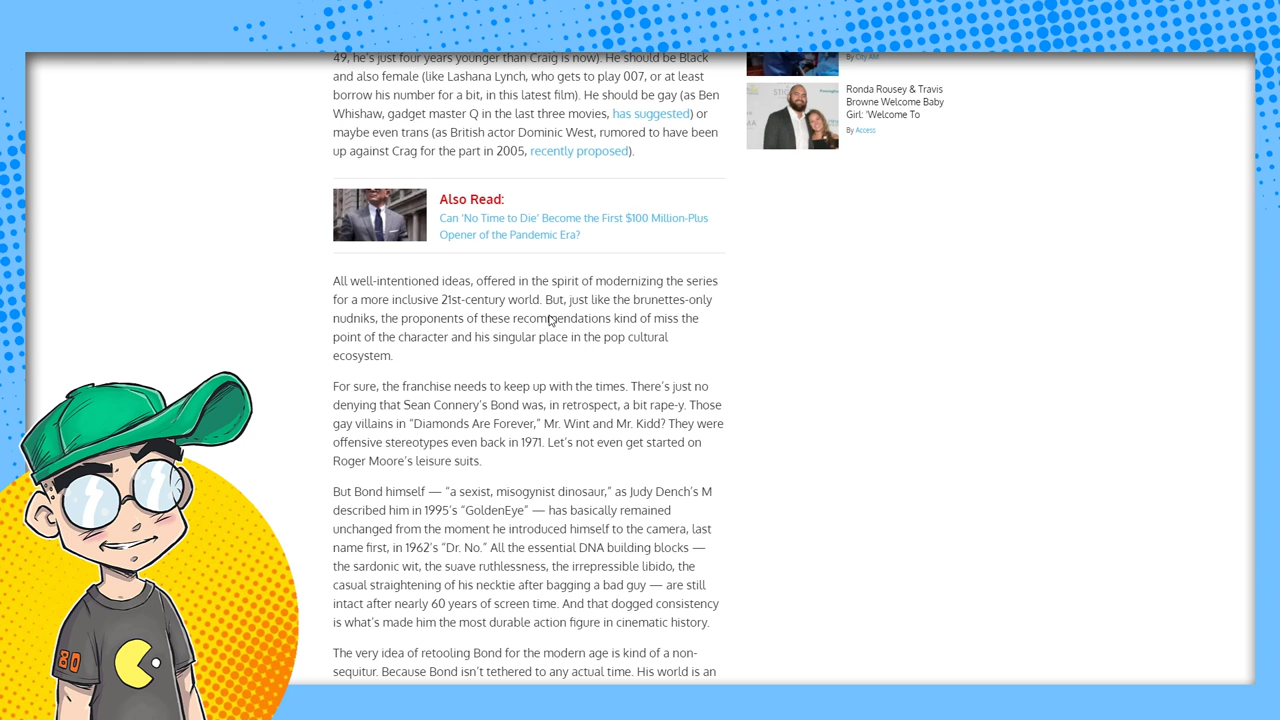 49, he's just four years younger than Craig is now). He should be Black
and also female (like Lashana Lynch, who gets to play 007, or at least
borrow his number for a bit, in this latest film). He should be gay (as Ben
Whishaw, gadget master Q in the last three movies, has suggested) or
maybe even trans (as British actor Dominic West, rumored to have been
up against Crag for the part in 2005, recently proposed).
Also Read:
Can 'No Time to Die' Become the First $100 Million-Plus
Opener of the Pandemic Era?
All well-intentioned ideas, offered in the spirit of modernizing the series
for a more inclusive 21st-century world. But, just like the brunettes-only
nudniks, the proponents of these recommendations kind of miss the
point of the character and his singular place in the pop cultural
ecosystem.
For sure, the franchise needs to keep up with the times. There's just no
denying that Sean Connery's Bond was, in retrospect, a bit rape-y. Those
gay villains in "Diamonds Are Forever," Mr. Wint and Mr. Kidd? They were
offensive stereotypes even back in 1971. Let's not even get started on
Roger Moore's leisure suits.
But Bond himself — "a sexist, misogynist dinosaur," as Judy Dench's M
described him in 1995's "GoldenEye" — has basically remained
unchanged from the moment he introduced himself to the camera, last
name first, in 1962's "Dr. No." All the essential DNA building blocks —
the sardonic wit, the suave ruthlessness, the irrepressible libido, the
casual straightening of his necktie after bagging a bad guy — are still
intact after nearly 60 years of screen time. And that dogged consistency
is what's made him the most durable action figure in cinematic history.
The very idea of retooling Bond for the modern age is kind of a non-
sequitur. Because Bond isn't tethered to any actual time. His world is an
By City AM
Ronda Rousey & Travis
Browne Welcome Baby
Girl: 'Welcome To
By Access
80